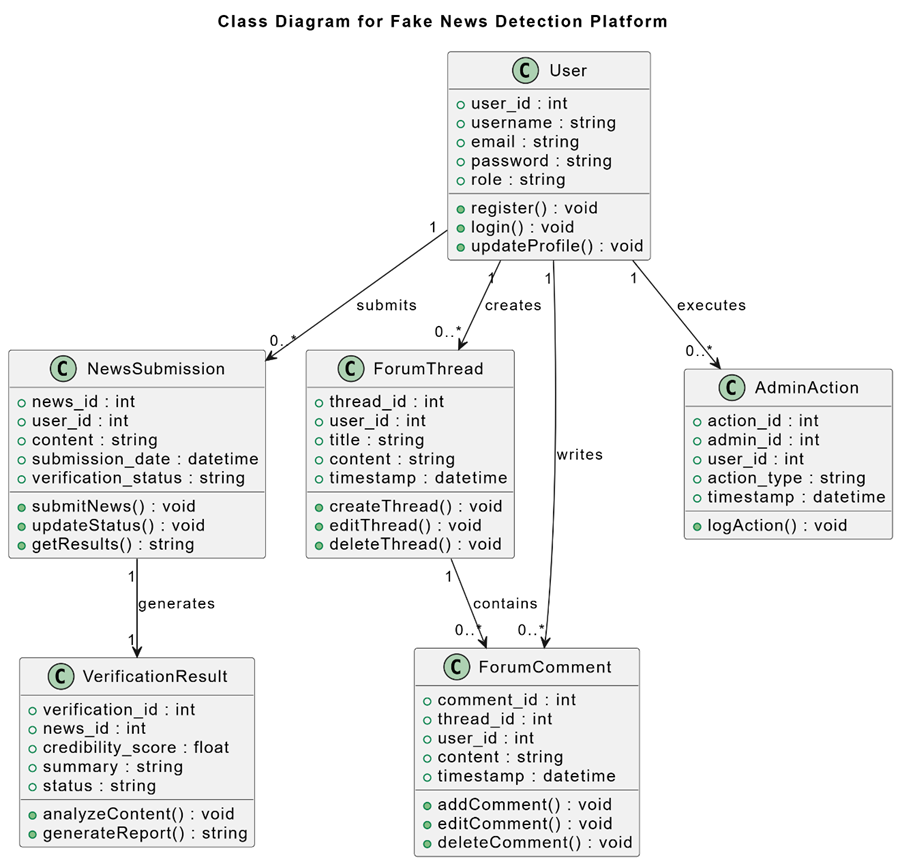 Class Diagram for Fake News Detection Platform
C User
user_id : int
username : string
email : string
password : string
role : string
register() : void
login() : void
updateProfile() : void
1
1
1
1
submits
creates
executes
0..*
0..*
0..*
C NewsSubmission
news_id : int
user_id : int
content : string
submission_date : datetime
verification_status : string
submitNews() : void
updateStatus() : void
getResults() : string
C ForumThread
thread_id : int
user_id : int
title : string
content : string
timestamp : datetime
createThread() : void
editThread() : void
deleteThread() : void
writes
C AdminAction
action_id : int
admin_id : int
user_id : int
action_type : string
timestamp : datetime
logAction() : void
1
generates
1
1
contains
0..*
0..*
C VerificationResult
verification_id : int
news_id : int
credibility_score : float
summary : string
status : string
analyzeContent() : void
generateReport() : string
C ForumComment
comment_id : int
thread_id : int
user_id : int
content : string
timestamp : datetime
addComment() : void
editComment() : void
deleteComment() : void